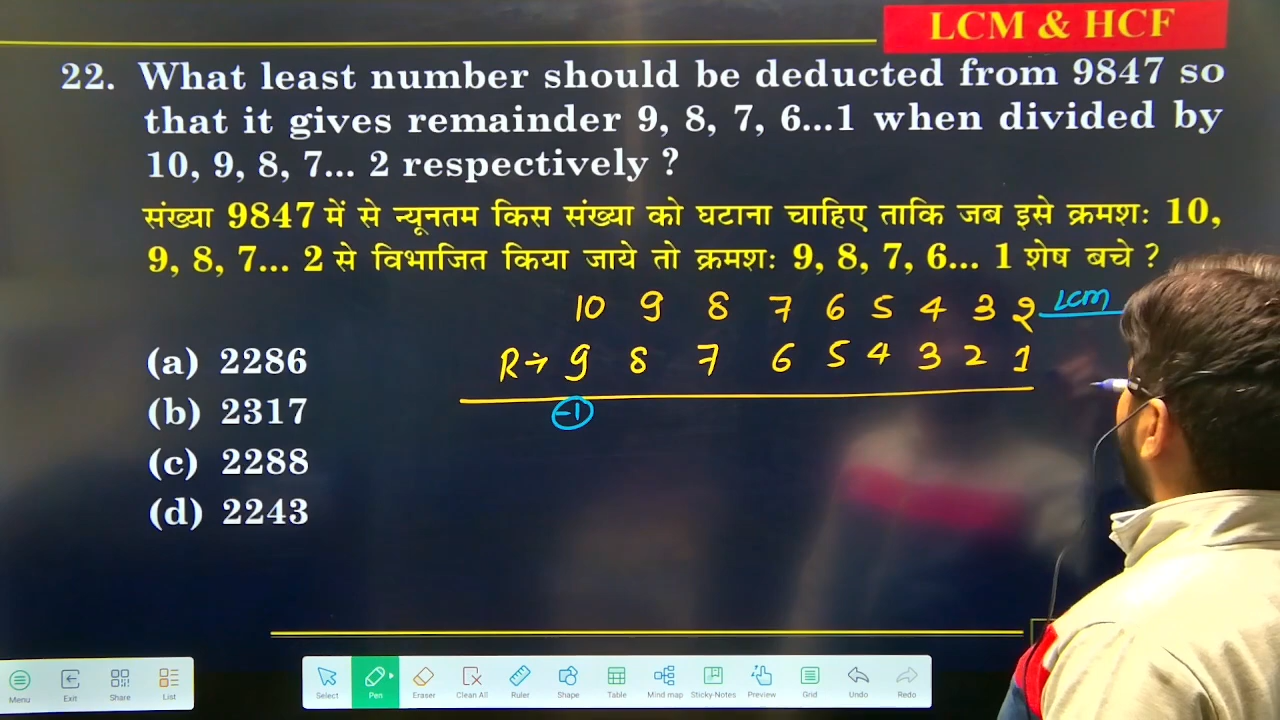 LCM & HCF
22. What least number should be deducted from 9847 so
that it gives remainder 9, 8, 7, 6...1 when divided by
10, 9, 8, 7... 2 respectively ?
संख्या 9847 में से न्यूनतम किस संख्या को घटाना चाहिए ताकि जब इसे क्रमशः 10,
9, 8, 7... 2 से विभाजित किया जाये तो क्रमशः 9, 8, 7, 6... 1 शेष बचे ?
10 9 8 7 6 5 4 3 2 LCM
R→ 9 8 7 6 5 4 3 2 1
-1
(a) 2286
(b) 2317
(c) 2288
(d) 2243
Menu Exit Share List Select Pen Eraser Clean All Ruler Shape Table Mind map Sticky-Notes Preview Grid Undo Redo